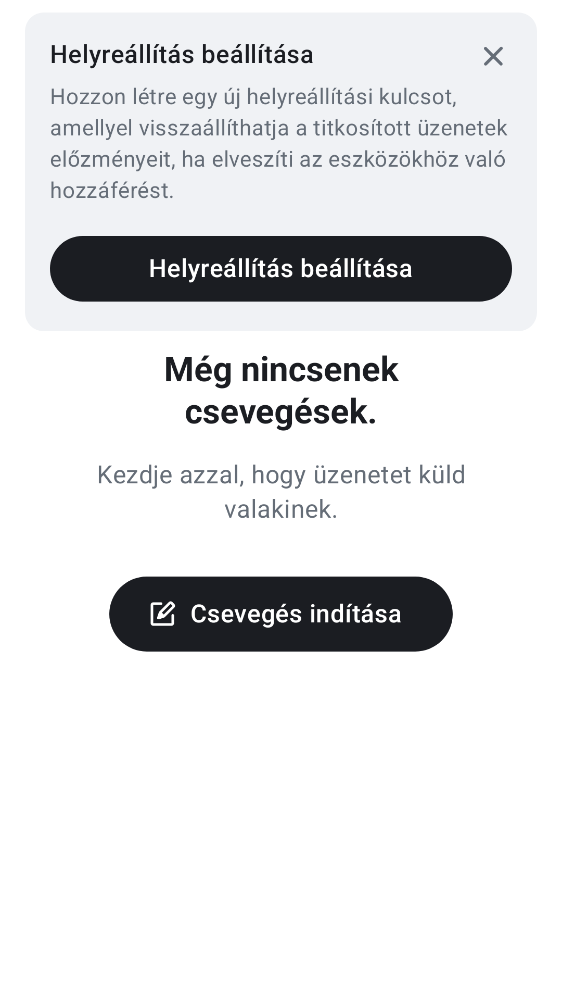 Helyreállítás beállítása
Hozzon létre egy új helyreállítási kulcsot,
amellyel visszaállíthatja a titkosított üzenetek
előzményeit, ha elveszíti az eszközökhöz való
hozzáférést.
Helyreállítás beállítása
Még nincsenek
csevegések.
Kezdje azzal, hogy üzenetet küld
valakinek.
Csevegés indítása